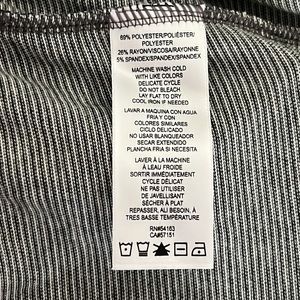 69% POLYESTER/POLIÉSTER/
POLYESTER
26% RAYON/VISCOSA/RAYONNE
5% SPANDEX/SPANDEX/SPANDEX
MACHINE WASH COLD
WITH LIKE COLORS
DELICATE CYCLE
DO NOT BLEACH
LAY FLAT TO DRY
COOL IRON IF NEEDED
LAVAR A MAQUINA CON AGUA
FRIA Y CON
COLORES SIMILARES
CICLO DELICADO
NO USAR BLANQUEADOR
SECAR EXTENDIDO
PLANCHA FRIA SI NECESARIO
LAVER À LA MACHINE
À L'EAU FROIDE
SORTIR IMMÉDIATEMENT
CYCLE DÉLICAT
NE PAS UTILISER
DE JAVELLISANT
SÉCHER À PLAT
REPASSER, AU BESOIN, À
TRES BASSE TEMPÉRATURE
RN#54163
CA#57151